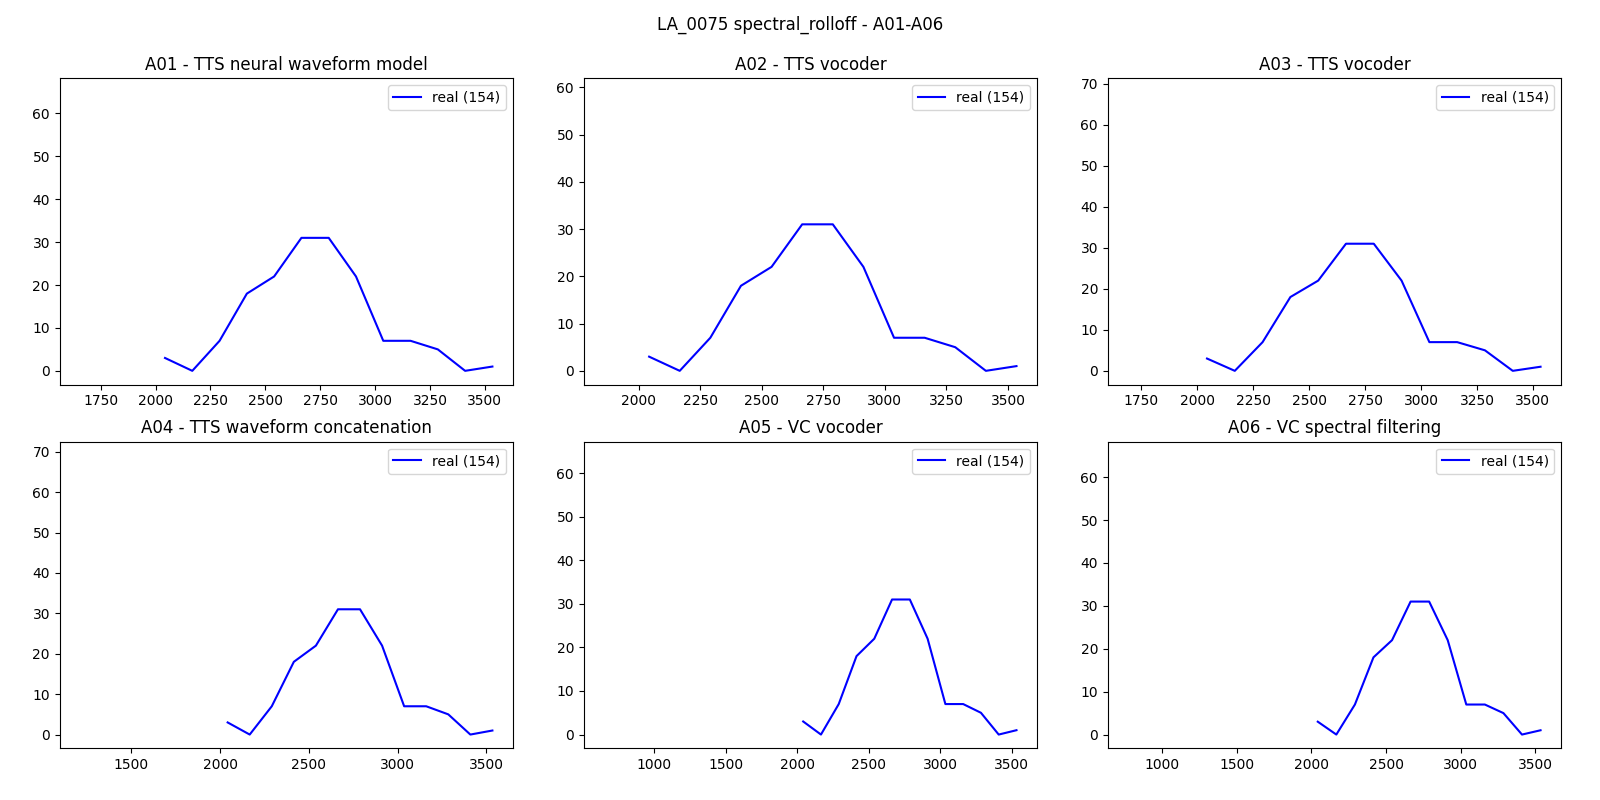 LA_0075 spectral_rolloff - A01-A06
A01 - TTS neural waveform model
real (154)
60
50
40
30
20
10
0
1750 2000 2250 2500 2750 3000 3250 3500
A02 - TTS vocoder
real (154)
60
50
40
30
20
10
0
2000 2250 2500 2750 3000 3250 3500
A03 - TTS vocoder
real (154)
70
60
50
40
30
20
10
0
1750 2000 2250 2500 2750 3000 3250 3500
A04 - TTS waveform concatenation
real (154)
70
60
50
40
30
20
10
0
1500 2000 2500 3000 3500
A05 - VC vocoder
real (154)
60
50
40
30
20
10
0
1000 1500 2000 2500 3000 3500
A06 - VC spectral filtering
real (154)
60
50
40
30
20
10
0
1000 1500 2000 2500 3000 3500